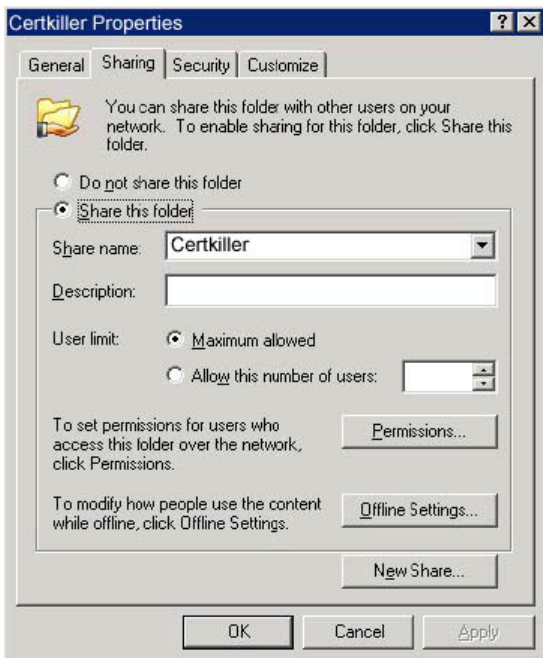 Certkiller Properties
General Sharing Security Customize
You can share this folder with other users on your
network. To enable sharing for this folder, click Share this
folder.
Do not share this folder
Share this folder
Share name: Certkiller
Description:
User limit: Maximum allowed
Allow this number of users:
To set permissions for users who
access this folder over the network,
click Permissions.
Permissions...
To modify how people use the content
while offline, click Offline Settings.
Offline Settings...
New Share...
OK Cancel Apply